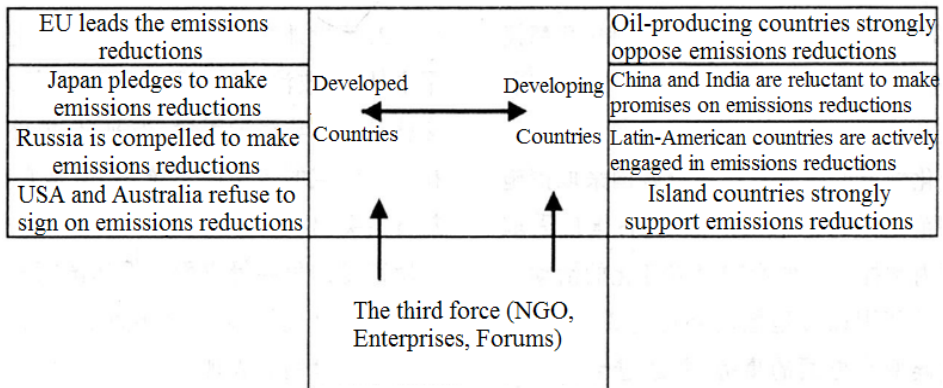 EU leads the emissions
reductions
Japan pledges to make
emissions reductions
Russia is compelled to make
emissions reductions
USA and Australia refuse to
sign on emissions reductions
Developed
Countries
Developing
Countries
Oil-producing countries strongly
oppose emissions reductions
China and India are reluctant to make
promises on emissions reductions
Latin-American countries are actively
engaged in emissions reductions
Island countries strongly
support emissions reductions
The third force (NGO,
Enterprises, Forums)